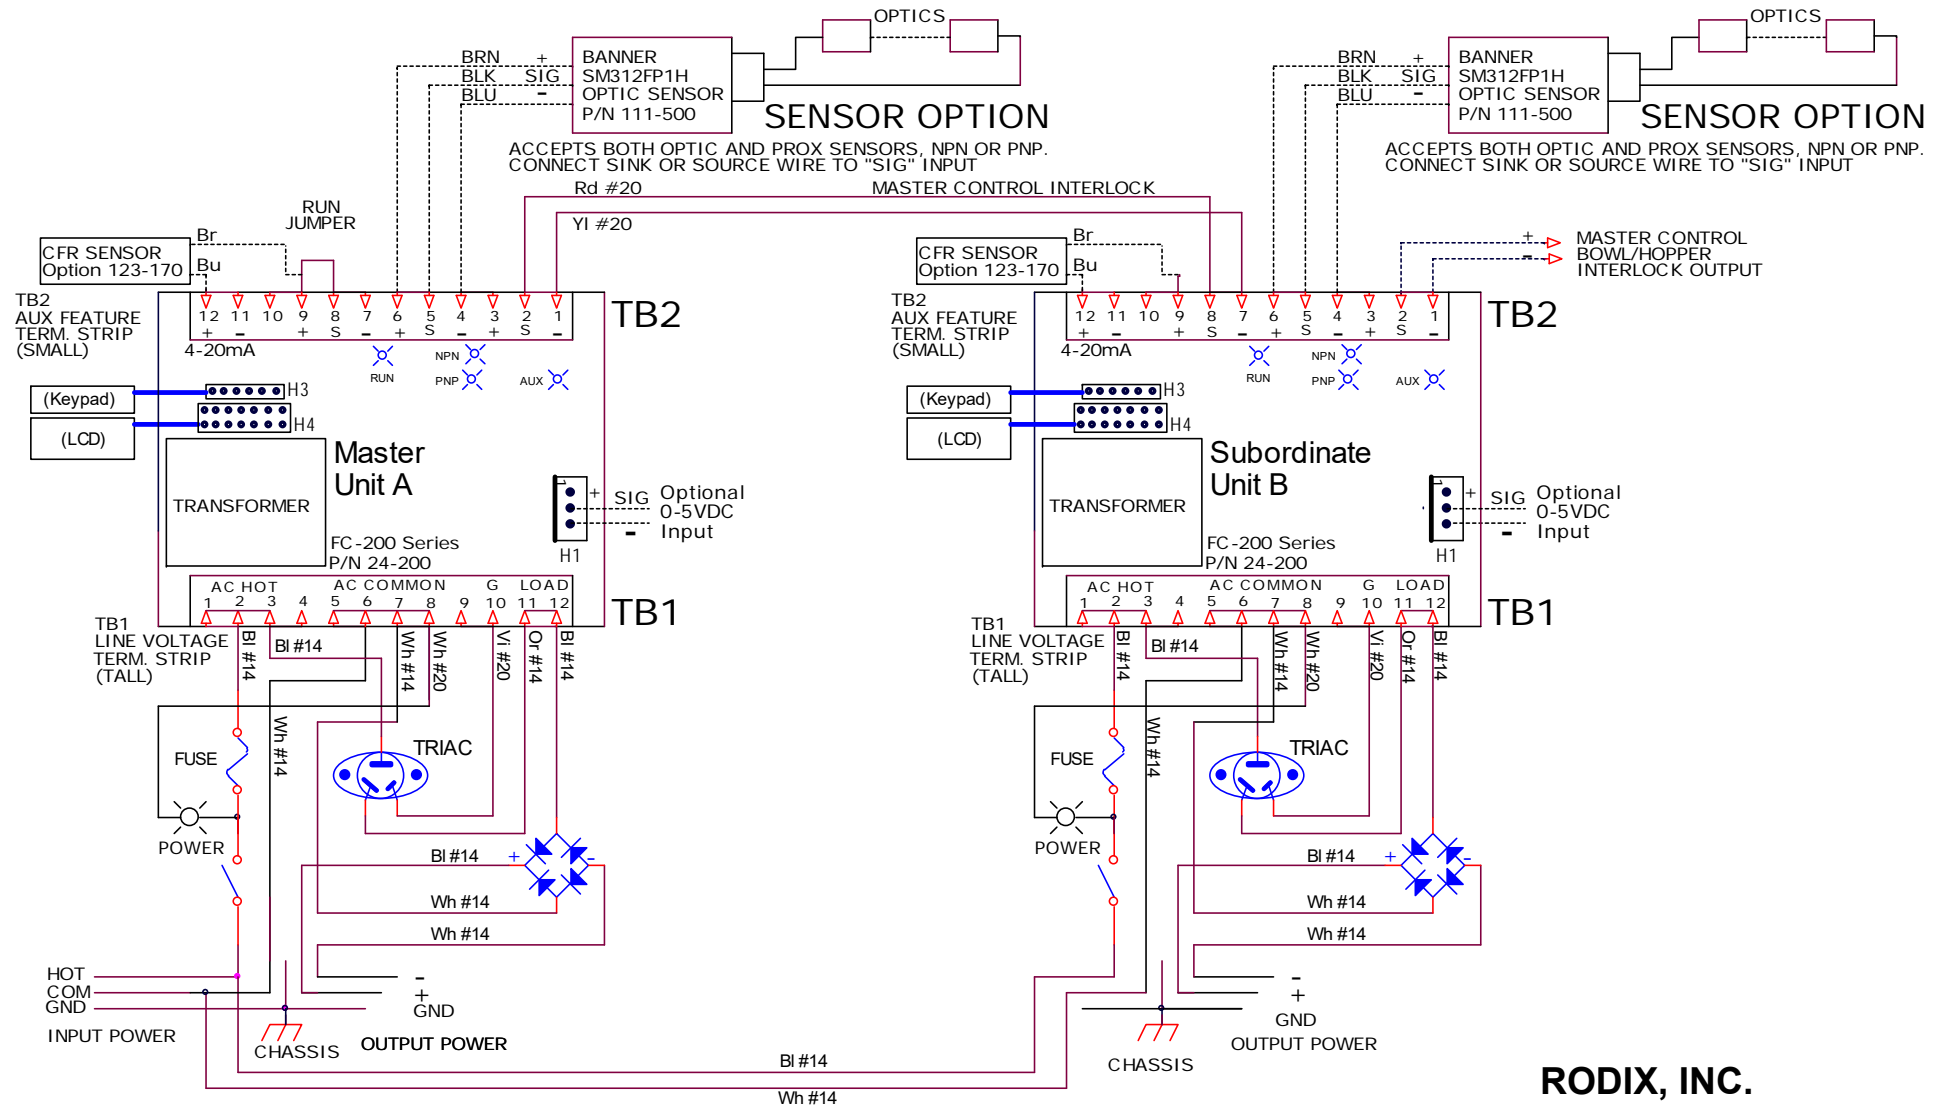 OPTICS
BRN +
BLK SIG
BLU -
BANNER
SM312FP1H
OPTIC SENSOR
P/N 111-500
SENSOR OPTION
ACCEPTS BOTH OPTIC AND PROX SENSORS, NPN OR PNP.
CONNECT SINK OR SOURCE WIRE TO "SIG" INPUT
OPTICS
BRN +
BLK SIG
BLU -
BANNER
SM312FP1H
OPTIC SENSOR
P/N 111-500
SENSOR OPTION
ACCEPTS BOTH OPTIC AND PROX SENSORS, NPN OR PNP.
CONNECT SINK OR SOURCE WIRE TO "SIG" INPUT
Rd #20 MASTER CONTROL INTERLOCK
Yl #20
RUN
JUMPER
CFR SENSOR
Option 123-170
Br
Bu
TB2
AUX FEATURE
TERM. STRIP
(SMALL)
12 11 10 9 8 7 6 5 4 3 2 1
+ - + S - + S - + S -
TB2
4-20mA
RUN
NPN
PNP
AUX
(Keypad)
H3
(LCD)
H4
TRANSFORMER
Master
Unit A
FC-200 Series
P/N 24-200
1
+
SIG
-
Optional
0-5VDC
Input
H1
AC HOT AC COMMON G LOAD
1 2 3 4 5 6 7 8 9 10 11 12
TB1
TB1
LINE VOLTAGE
TERM. STRIP
(TALL)
Bl #14
Bl #14
Wh #14
Wh #20
Vi #20
Or #14
Bl #14
Wh #14
FUSE
TRIAC
POWER
Bl #14
+
-
Wh #14
Wh #14
HOT
COM
GND
INPUT POWER
CHASSIS
-
+
GND
OUTPUT POWER
CFR SENSOR
Option 123-170
Br
Bu
+
-
MASTER CONTROL
BOWL/HOPPER
INTERLOCK OUTPUT
TB2
AUX FEATURE
TERM. STRIP
(SMALL)
12 11 10 9 8 7 6 5 4 3 2 1
+ - + S - + S - + S -
TB2
4-20mA
RUN
NPN
PNP
AUX
(Keypad)
H3
(LCD)
H4
TRANSFORMER
Subordinate
Unit B
FC-200 Series
P/N 24-200
1
+
SIG
-
Optional
0-5VDC
Input
H1
AC HOT AC COMMON G LOAD
1 2 3 4 5 6 7 8 9 10 11 12
TB1
TB1
LINE VOLTAGE
TERM. STRIP
(TALL)
Bl #14
Bl #14
Wh #14
Wh #20
Vi #20
Or #14
Bl #14
Wh #14
FUSE
TRIAC
POWER
Bl #14
+
-
Wh #14
Wh #14
-
+
GND
OUTPUT POWER
CHASSIS
Bl #14
Wh #14
RODIX, INC.